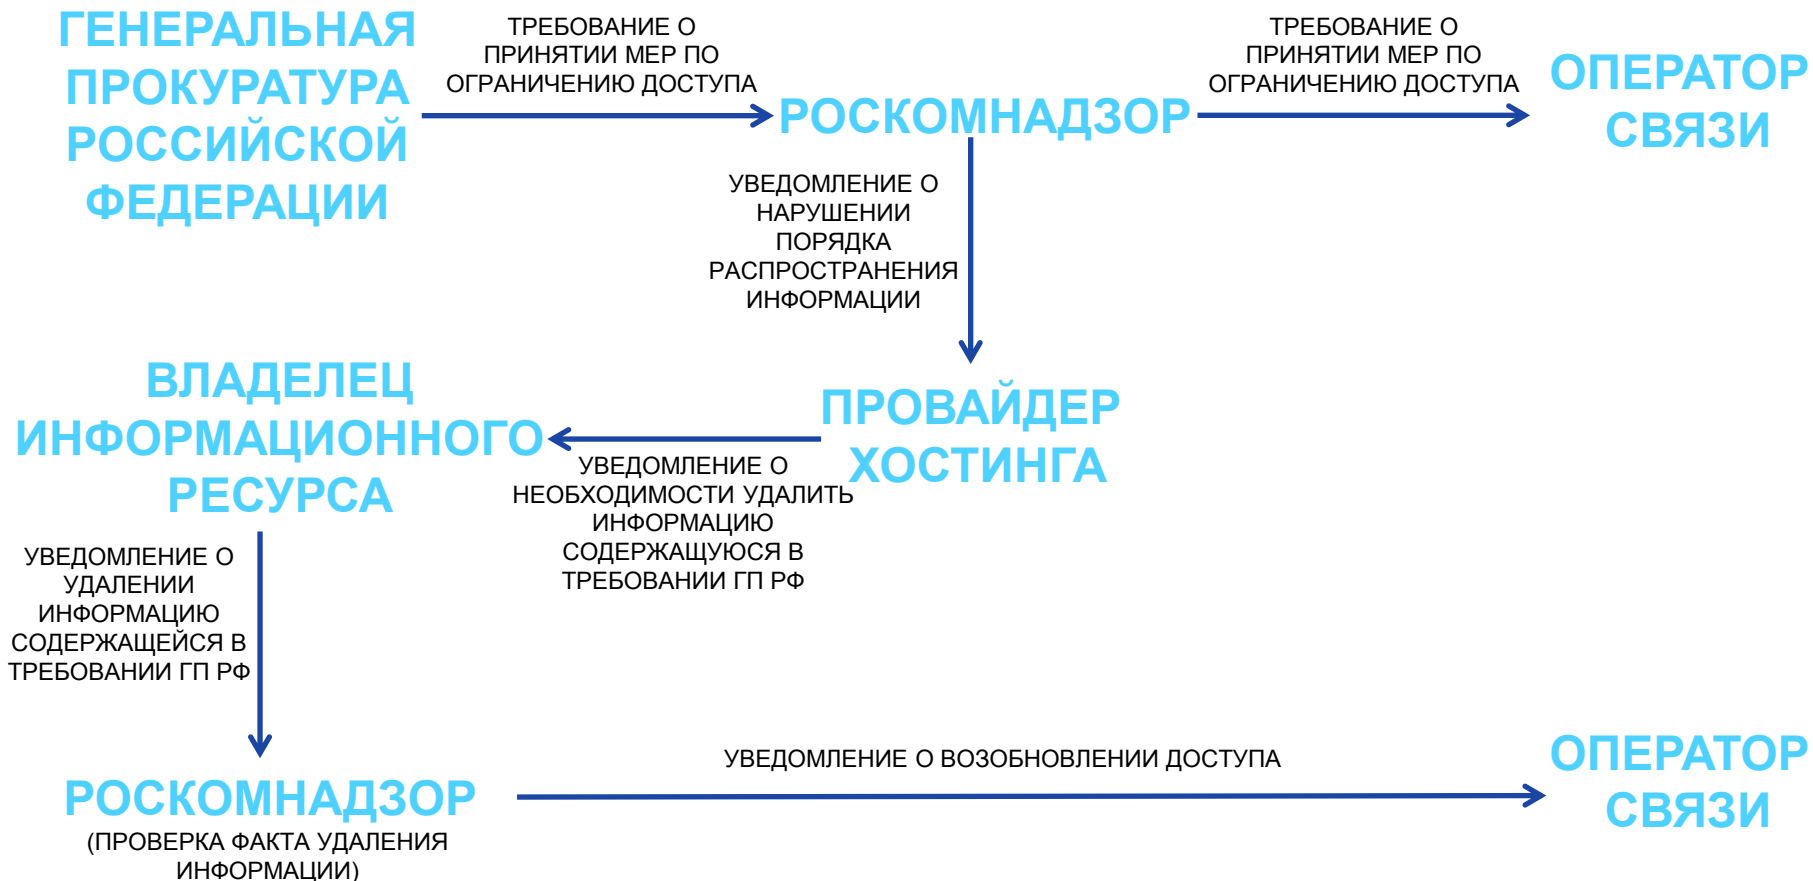 ГЕНЕРАЛЬНАЯ
ПРОКУРАТУРА
РОССИЙСКОЙ
ФЕДЕРАЦИИ
ТРЕБОВАНИЕ О
ПРИНЯТИИ МЕР ПО
ОГРАНИЧЕНИЮ ДОСТУПА
РОСКОМНАДЗОР
ТРЕБОВАНИЕ О
ПРИНЯТИИ МЕР ПО
ОГРАНИЧЕНИЮ ДОСТУПА
ОПЕРАТОР
СВЯЗИ
УВЕДОМЛЕНИЕ О
НАРУШЕНИИ
ПОРЯДКА
РАСПРОСТРАНЕНИЯ
ИНФОРМАЦИИ
ПРОВАЙДЕР
ХОСТИНГА
УВЕДОМЛЕНИЕ О
НЕОБХОДИМОСТИ УДАЛИТЬ
ИНФОРМАЦИЮ
СОДЕРЖАЩУЮСЯ В
ТРЕБОВАНИИ ГП РФ
ВЛАДЕЛЕЦ
ИНФОРМАЦИОННОГО
РЕСУРСА
УВЕДОМЛЕНИЕ О
УДАЛЕНИИ
ИНФОРМАЦИЮ
СОДЕРЖАЩЕЙСЯ В
ТРЕБОВАНИИ ГП РФ
РОСКОМНАДЗОР
(ПРОВЕРКА ФАКТА УДАЛЕНИЯ
ИНФОРМАЦИИ)
УВЕДОМЛЕНИЕ О ВОЗОБНОВЛЕНИИ ДОСТУПА
ОПЕРАТОР
СВЯЗИ